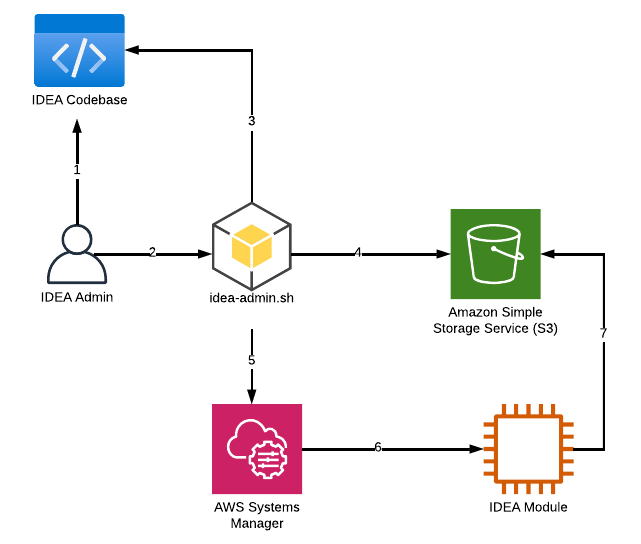 IDEA Codebase
3
1
2
4
IDEA Admin
idea-admin.sh
Amazon Simple
Storage Service (S3)
7
5
6
AWS Systems
Manager
IDEA Module